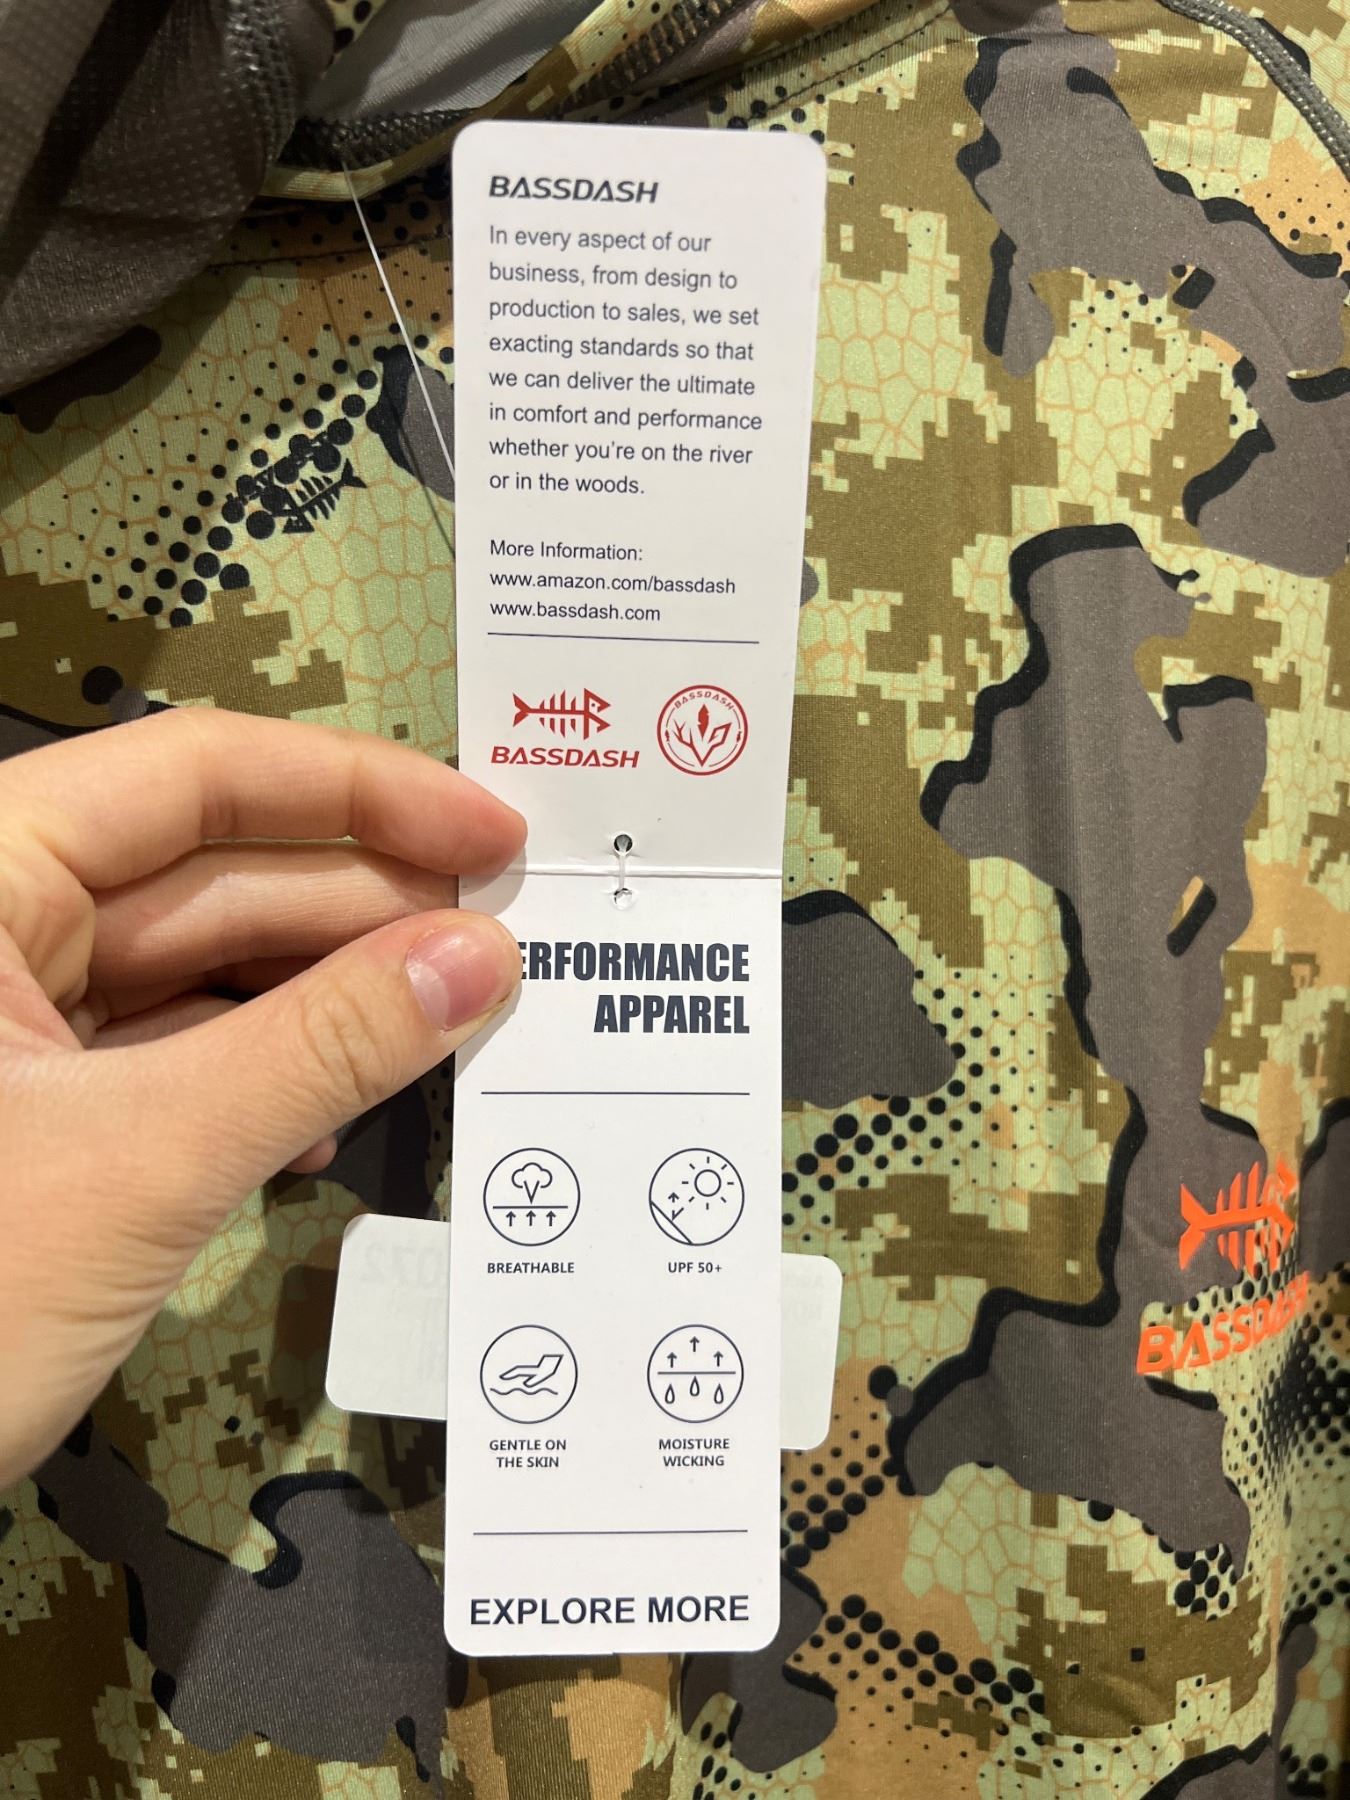 BASSDASH
In every aspect of our
business, from design to
production to sales, we set
exacting standards so that
we can deliver the ultimate
in comfort and performance
whether you're on the river
or in the woods.
More Information:
www.amazon.com/bassdash
www.bassdash.com
BASSDASH
BASSDASH
ERFORMANCE
APPAREL
BREATHABLE
UPF 50+
GENTLE ON
THE SKIN
MOISTURE
WICKING
EXPLORE MORE
BASSDASH